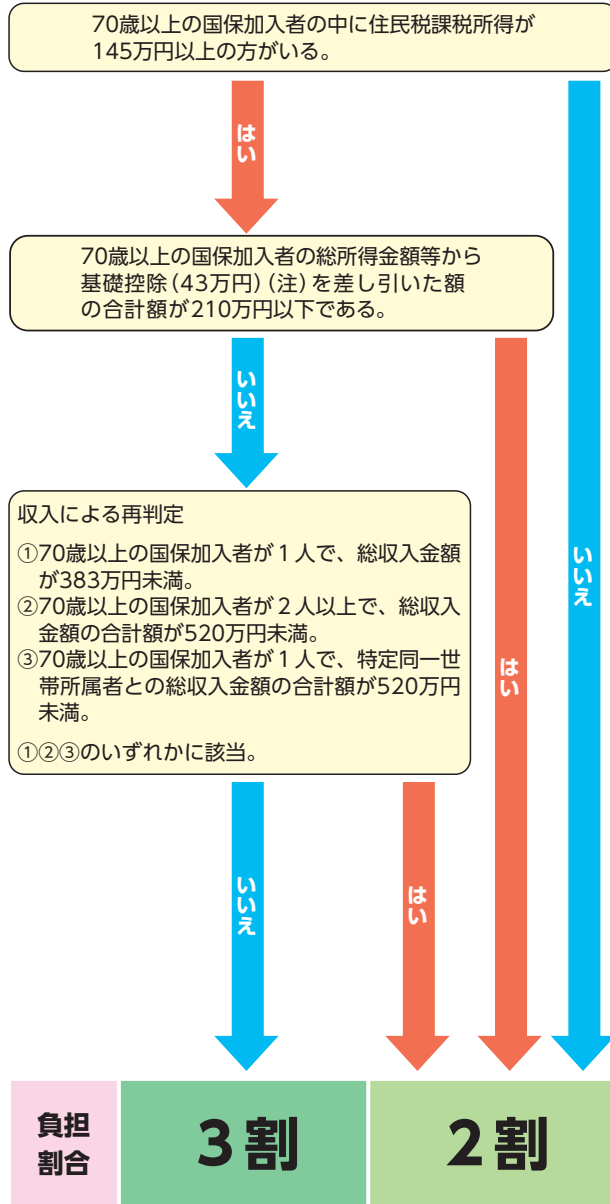 70歳以上の国保加入者の中に住民税課税所得が
145万円以上の方がいる。
はい
70歳以上の国保加入者の総所得金額等から
基礎控除(43万円)(注)を差し引いた額
の合計額が210万円以下である。
いいえ
収入による再判定
①70歳以上の国保加入者が1人で、総収入金額
が383万円未満。
②70歳以上の国保加入者が2人以上で、総収入
金額の合計額が520万円未満。
③70歳以上の国保加入者が1人で、特定同一世
帯所属者との総収入金額の合計額が520万円
未満。
①②③のいずれかに該当。
いいえ
はい
はい
いいえ
負担
割合
3割
2割